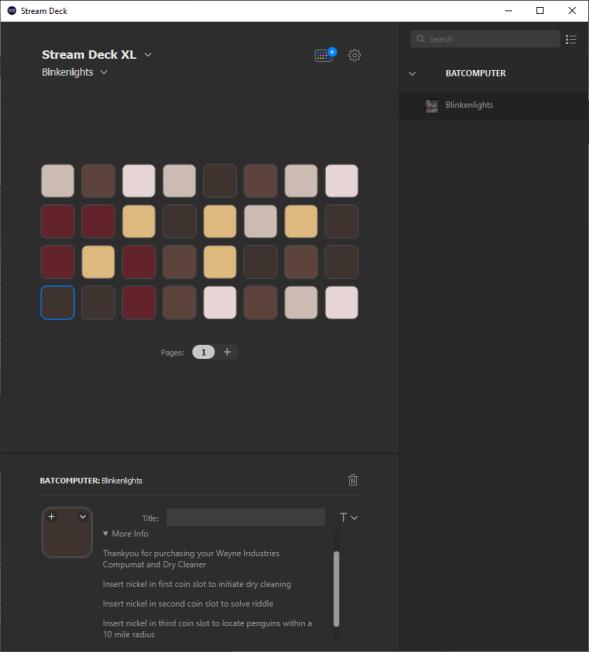 Stream Deck
Stream Deck XL
Blinkenlights
Search
BATCOMPUTER
Blinkenlights
Pages: 1 +
BATCOMPUTER: Blinkenlights
Title:
T
▼ More Info
Thankyou for purchasing your Wayne Industries
Compumat and Dry Cleaner
Insert nickel in first coin slot to initiate dry cleaning
Insert nickel in second coin slot to solve riddle
Insert nickel in third coin slot to locate penguins within a
10 mile radius